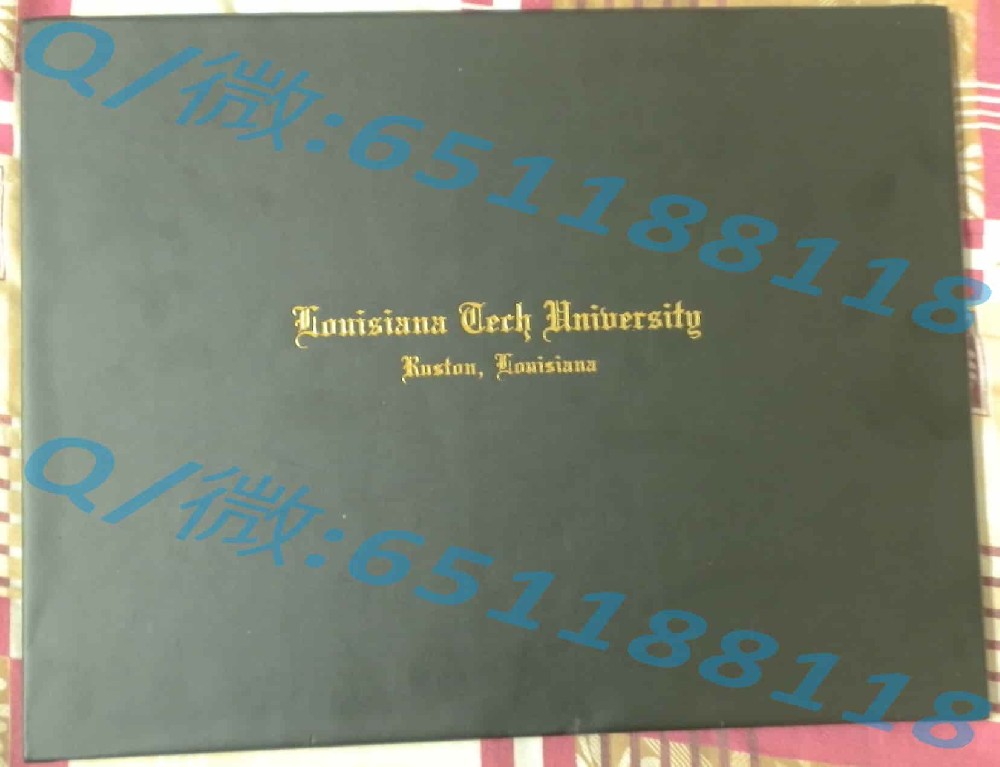 Q/微:651188118
Louisiana Tech University
Ruston, Louisiana
Q/微:651188118